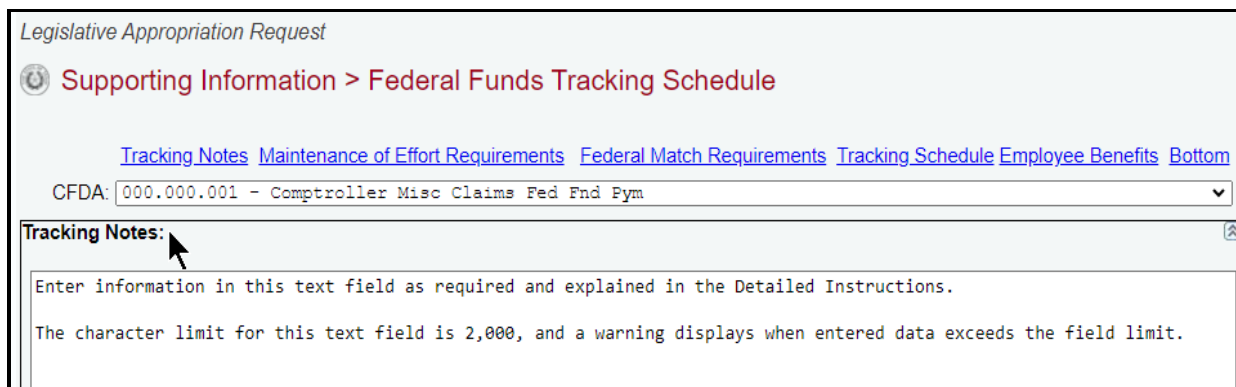 Legislative Appropriation Request
Supporting Information > Federal Funds Tracking Schedule
Tracking Notes Maintenance of Effort Requirements Federal Match Requirements Tracking Schedule Employee Benefits Bottom
CFDA: 000.000.001 - Comptroller Misc Claims Fed Fnd Pym
Tracking Notes:
Enter information in this text field as required and explained in the Detailed Instructions.
The character limit for this text field is 2,000, and a warning displays when entered data exceeds the field limit.